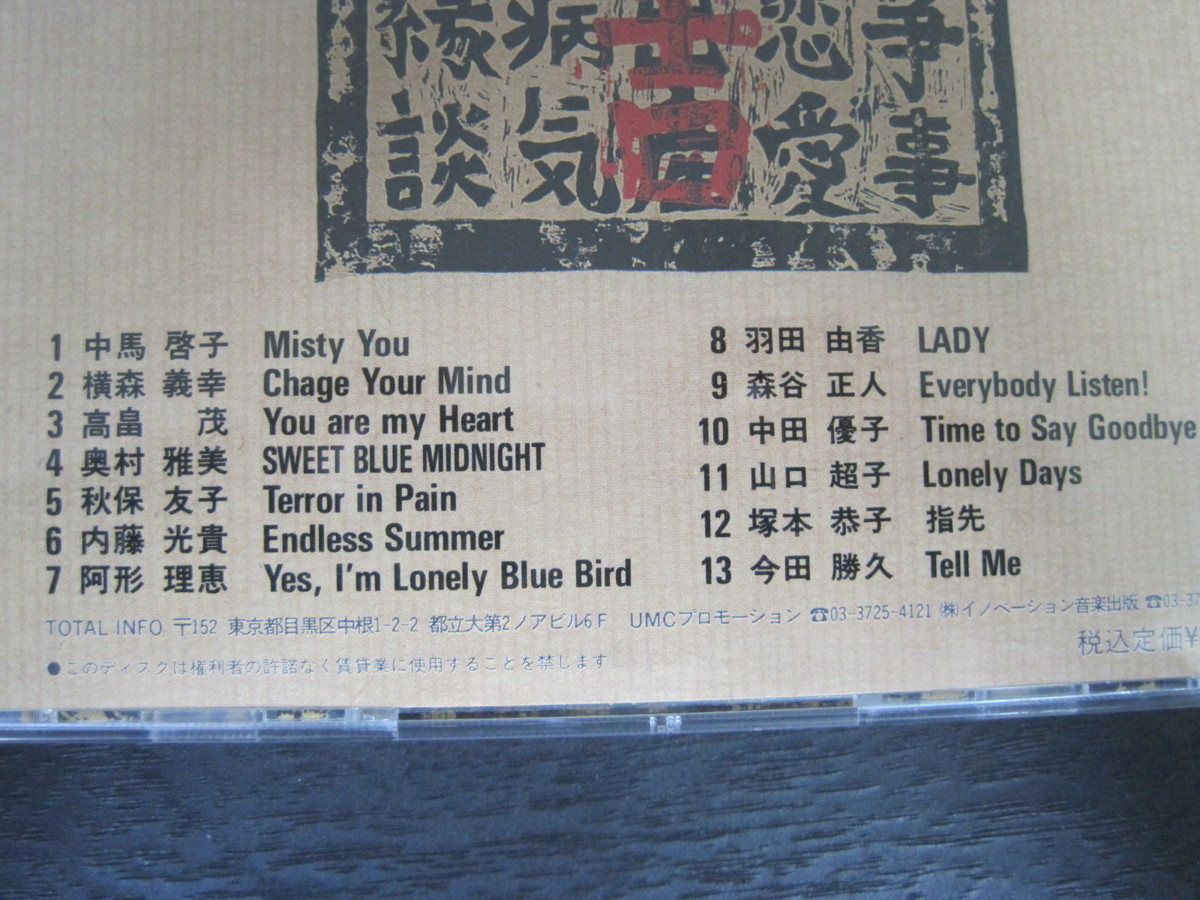 縁 病 出 恋 争
談 気 産 愛 事
吉
1 中馬 啓子 Misty You
2 横森 義幸 Chage Your Mind
3 高畠 茂 You are my Heart
4 奥村 雅美 SWEET BLUE MIDNIGHT
5 秋保 友子 Terror in Pain
6 内藤 光貴 Endless Summer
7 阿形 理恵 Yes, I'm Lonely Blue Bird
8 羽田 由香 LADY
9 森谷 正人 Everybody Listen!
10 中田 優子 Time to Say Goodbye
11 山口 超子 Lonely Days
12 塚本 恭子 指先
13 今田 勝久 Tell Me
TOTAL INFO 〒152 東京都目黒区中根1-2-2 都立大第2ノアビル6F UMCプロモーション ☎03-3725-4121 ㈱イノベーション音楽出版 ☎03-37
税込定価¥
●このディスクは権利者の許諾なく賃貸業に使用することを禁じます